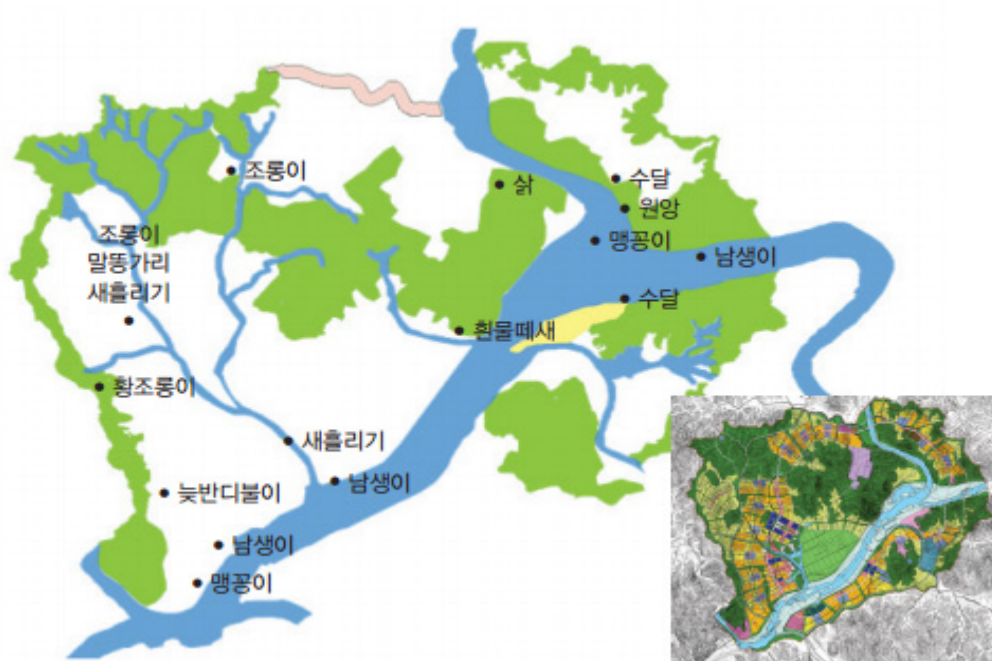 조롱이
삵
수달
원앙
조롱이
말똥가리
새흘리기
맹꽁이
남생이
수달
흰물떼새
황조롱이
새흘리기
남생이
늦반디불이
남생이
맹꽁이